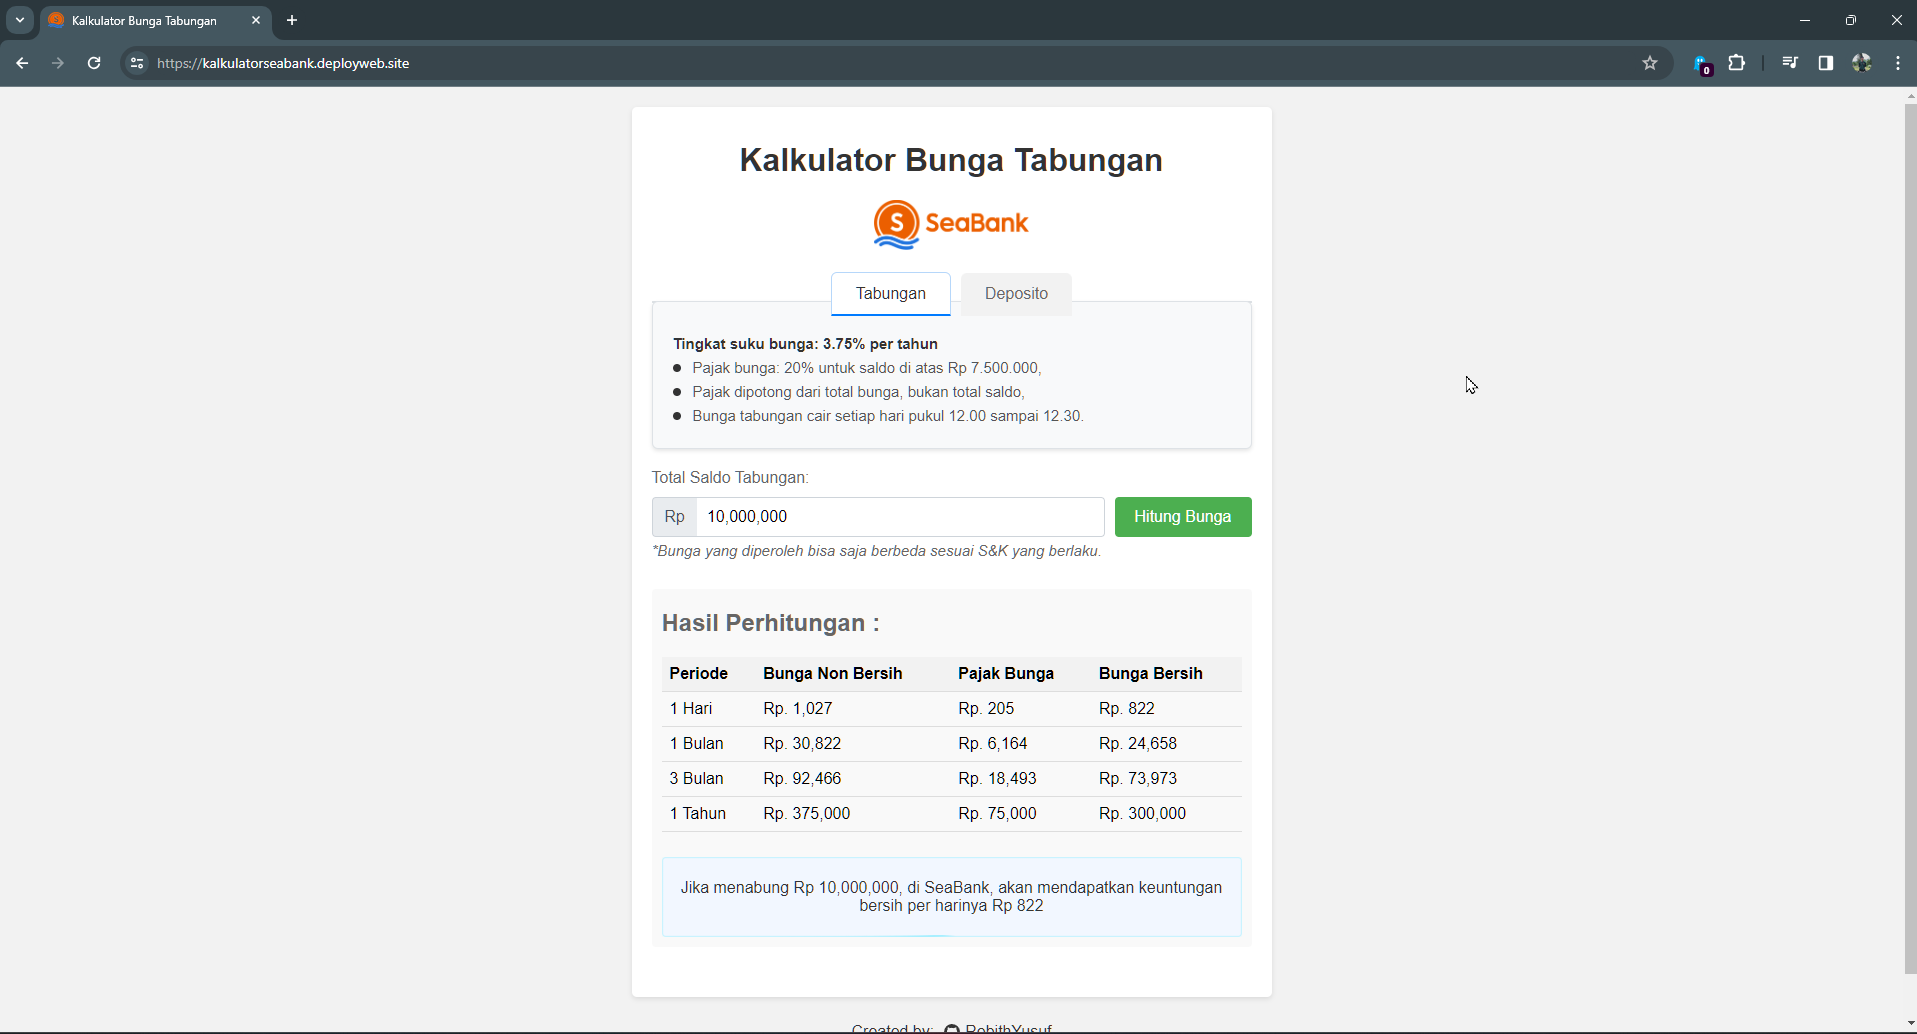 Kalkulator Bunga Tabungan
https://kalkulatorseabank.deployweb.site
0
Kalkulator Bunga Tabungan
S SeaBank
Tabungan
Deposito
Tingkat suku bunga: 3.75% per tahun
Pajak bunga: 20% untuk saldo di atas Rp 7.500.000,
Pajak dipotong dari total bunga, bukan total saldo,
Bunga tabungan cair setiap hari pukul 12.00 sampai 12.30.
Total Saldo Tabungan:
Rp 10,000,000 Hitung Bunga
*Bunga yang diperoleh bisa saja berbeda sesuai S&K yang berlaku.
Hasil Perhitungan :
Periode Bunga Non Bersih Pajak Bunga Bunga Bersih
1 Hari Rp. 1,027 Rp. 205 Rp. 822
1 Bulan Rp. 30,822 Rp. 6,164 Rp. 24,658
3 Bulan Rp. 92,466 Rp. 18,493 Rp. 73,973
1 Tahun Rp. 375,000 Rp. 75,000 Rp. 300,000
Jika menabung Rp 10,000,000, di SeaBank, akan mendapatkan keuntungan
bersih per harinya Rp 822
Created by: RobithYusuf